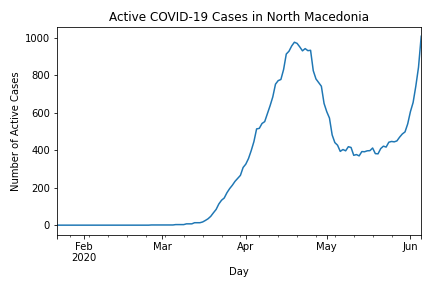 Active COVID-19 Cases in North Macedonia
1000
800
600
400
200
0
Number of Active Cases
Feb
2020
Mar
Apr
May
Jun
Day